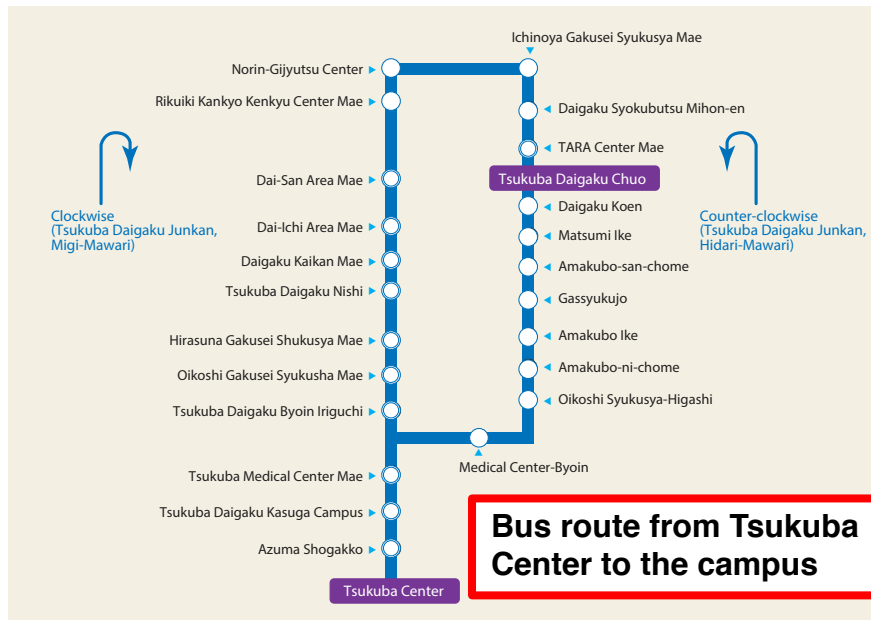 Ichinoya Gakusei Syukusya Mae
Norin-Gijyutsu Center
Rikuiki Kankyo Kenkyu Center Mae
Daigaku Syokubutsu Mihon-en
TARA Center Mae
Dai-San Area Mae
Tsukuba Daigaku Chuo
Clockwise
(Tsukuba Daigaku Junkan,
Migi-Mawari)
Dai-Ichi Area Mae
Daigaku Kaikan Mae
Tsukuba Daigaku Nishi
Daigaku Koen
Matsumi Ike
Amakubo-san-chome
Gassyukujo
Counter-clockwise
(Tsukuba Daigaku Junkan,
Hidari-Mawari)
Hirasuna Gakusei Shukusya Mae
Oikoshi Gakusei Syukusha Mae
Tsukuba Daigaku Byoin Iriguchi
Amakubo Ike
Amakubo-ni-chome
Oikoshi Syukusya-Higashi
Medical Center-Byoin
Tsukuba Medical Center Mae
Tsukuba Daigaku Kasuga Campus
Azuma Shogakko
Tsukuba Center
Bus route from Tsukuba
Center to the campus